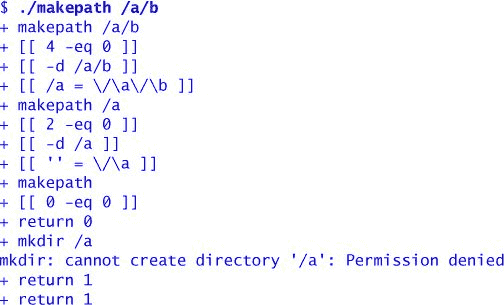 $ ./makepath /a/b
+ makepath /a/b
+ [[ 4 -eq 0 ]]
+ [[ -d /a/b ]]
+ [[ /a = \/\a\/\b ]]
+ makepath /a
+ [[ 2 -eq 0 ]]
+ [[ -d /a ]]
+ [[ '' = \/\a ]]
+ makepath
+ [[ 0 -eq 0 ]]
+ return 0
+ mkdir /a
mkdir: cannot create directory '/a': Permission denied
+ return 1
+ return 1